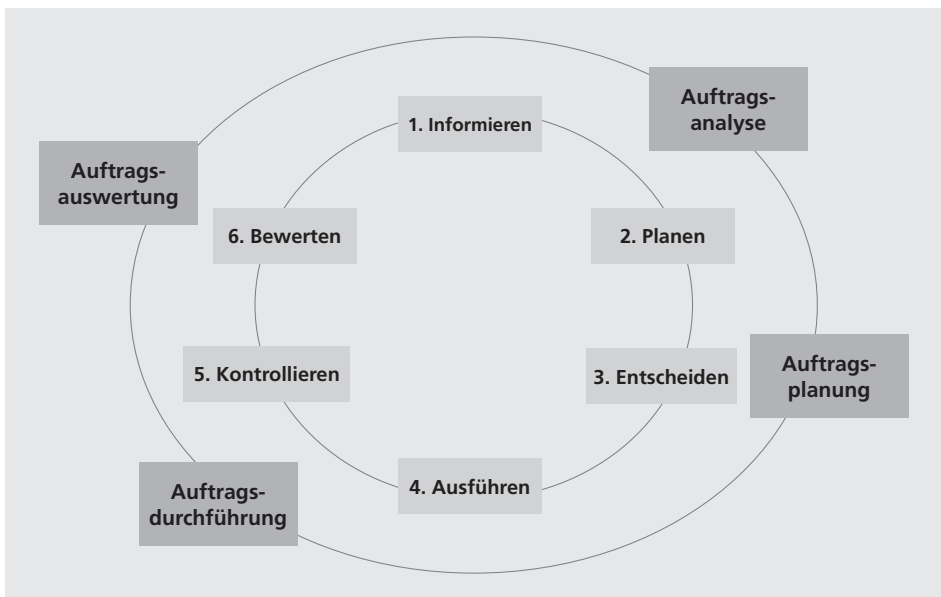 Auftrags-
analyse
1. Informieren
Auftrags-
auswertung
6. Bewerten
2. Planen
5. Kontrollieren
3. Entscheiden
Auftrags-
planung
4. Ausführen
Auftrags-
durchführung